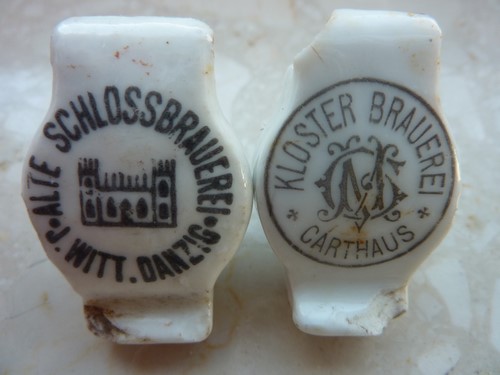 ALTE SCHLOSSBRAUEREI
J. WITT. DANZIG
KLOSTER BRAUEREI
CARTHAUS